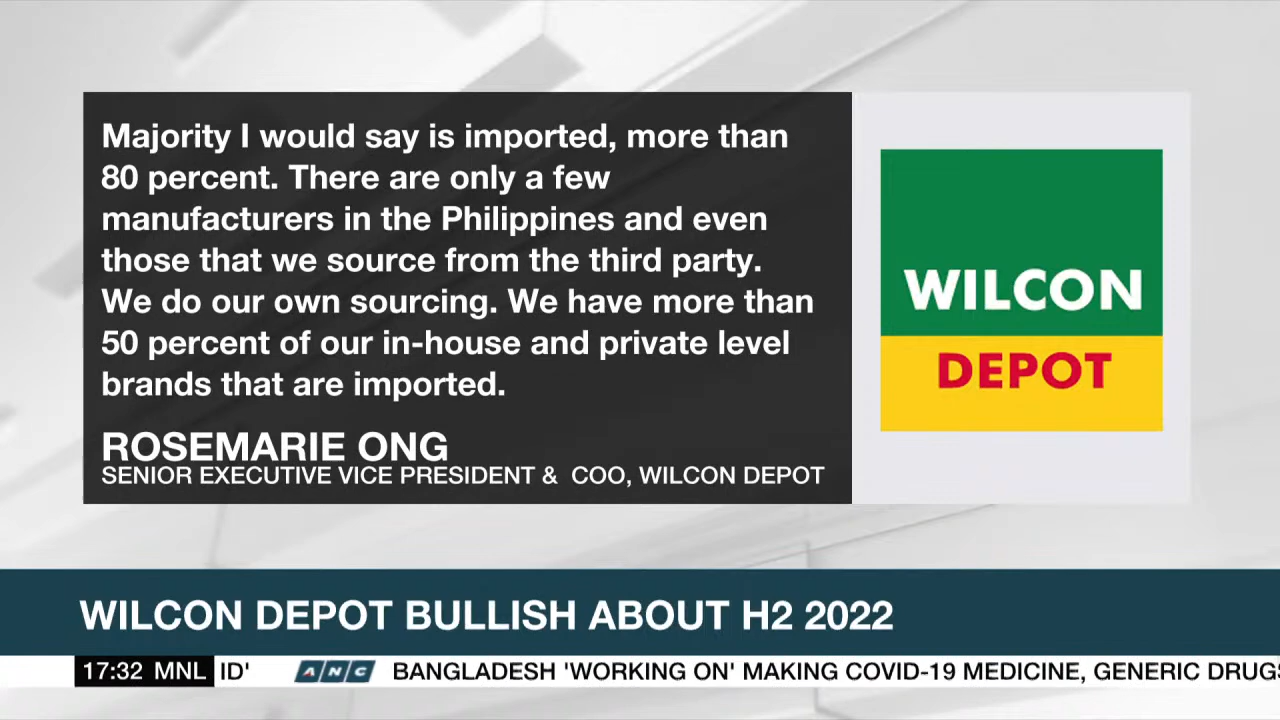 Majority I would say is imported, more than
80 percent. There are only a few
manufacturers in the Philippines and even
those that we source from the third party.
We do our own sourcing. We have more than
50 percent of our in-house and private level
brands that are imported.
ROSEMARIE ONG
SENIOR EXECUTIVE VICE PRESIDENT & COO, WILCON DEPOT
WILCON
DEPOT
WILCON DEPOT BULLISH ABOUT H2 2022
17:32 MNL ID' ANC BANGLADESH 'WORKING ON' MAKING COVID-19 MEDICINE, GENERIC DRUGS